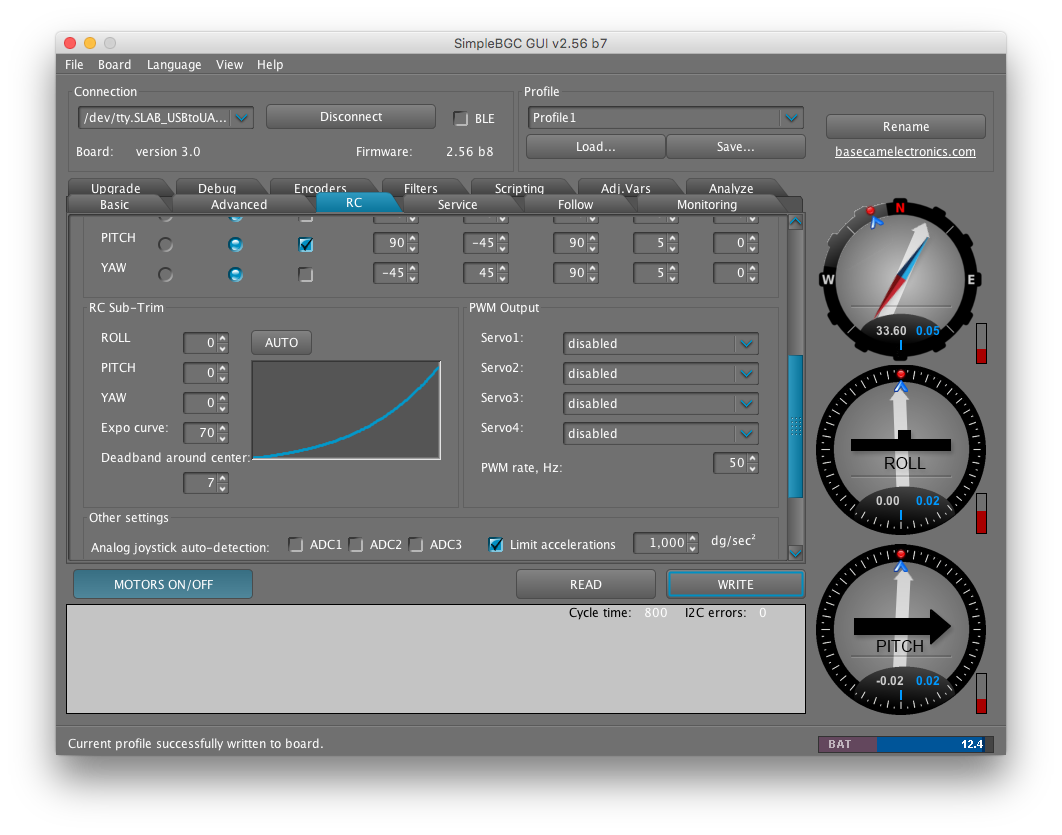 SimpleBGC GUI v2.56 b7
File Board Language View Help
Connection
/dev/tty.SLAB_USBtoUA... Disconnect BLE
Board: version 3.0 Firmware: 2.56 b8
Profile
Profile1
Load... Save...
Rename
basecamelectronics.com
Upgrade Debug Encoders Filters Scripting Adj.Vars Analyze
Basic Advanced RC Service Follow Monitoring
PITCH 90 -45 90 5 0
YAW -45 45 90 5 0
RC Sub-Trim
ROLL 0 AUTO
PITCH 0
YAW 0
Expo curve: 70
Deadband around center:
7
PWM Output
Servo1: disabled
Servo2: disabled
Servo3: disabled
Servo4: disabled
PWM rate, Hz: 50
Other settings
Analog joystick auto-detection: ADC1 ADC2 ADC3 Limit accelerations 1,000 dg/sec²
MOTORS ON/OFF READ WRITE
Cycle time: 800 I2C errors: 0
N
W E
33.60 0.05
ROLL
0.00 0.02
PITCH
-0.02 0.02
Current profile successfully written to board.
BAT 12.4